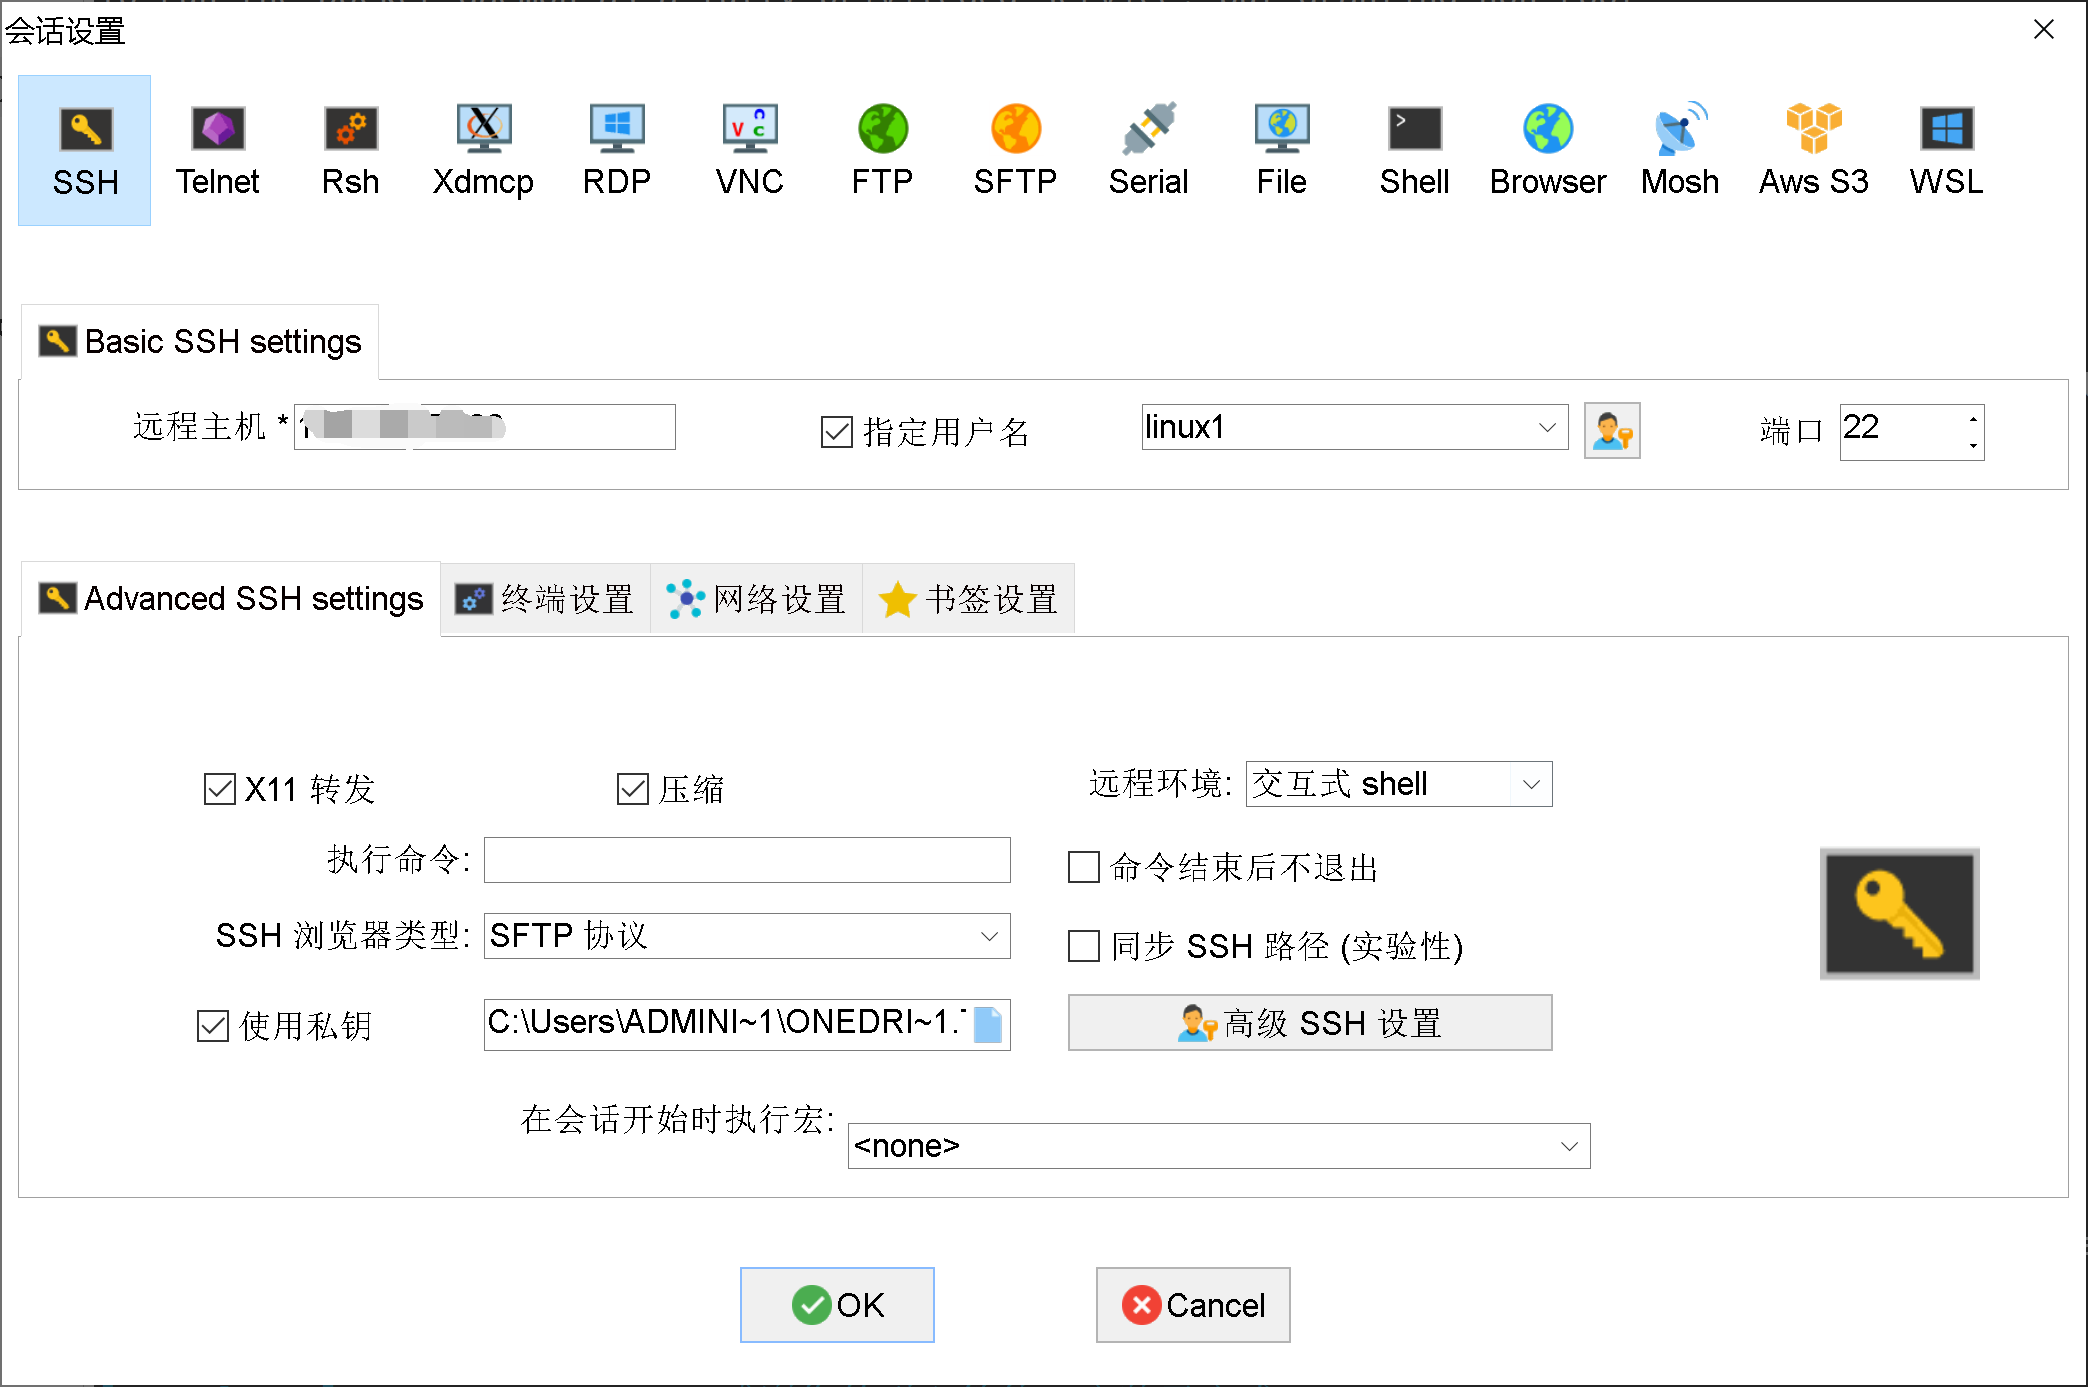 会话设置
SSH Telnet Rsh Xdmcp RDP VNC FTP SFTP Serial File Shell Browser Mosh Aws S3 WSL
Basic SSH settings
远程主机 * 指定用户名 linux1 端口 22
Advanced SSH settings 终端设置 网络设置 书签设置
X11 转发 压缩 远程环境: 交互式 shell
执行命令: 命令结束后不退出
SSH 浏览器类型: SFTP 协议 同步 SSH 路径 (实验性)
使用私钥 C:\Users\ADMINI~1\ONEDRI~1. 高级 SSH 设置
在会话开始时执行宏: <none>
OK Cancel